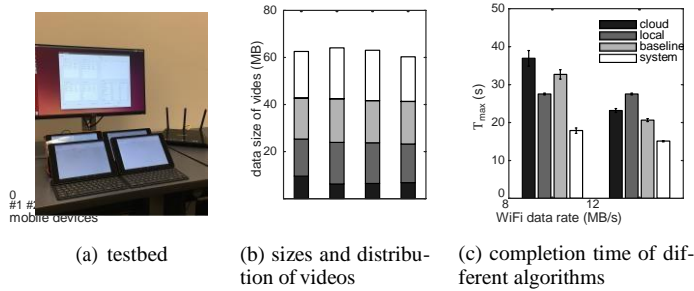 0
#1 #2
mobile devices
(a) testbed
80
60
40
20
data size of vides (MB)
(b) sizes and distribu-
tion of videos
50
40
30
20
10
0
T_max (s)
cloud
local
baseline
system
8
12
WiFi data rate (MB/s)
(c) completion time of dif-
ferent algorithms